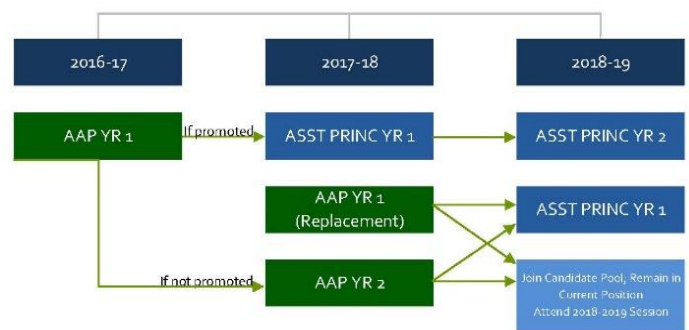 2016-17
2017-18
2018-19
AAP YR 1
If promoted
ASST PRINC YR 1
ASST PRINC YR 2
AAP YR 1
(Replacement)
ASST PRINC YR 1
If not promoted
AAP YR 2
Join Candidate Pool; Remain in
Current Position
Attend 2018-2019 Session